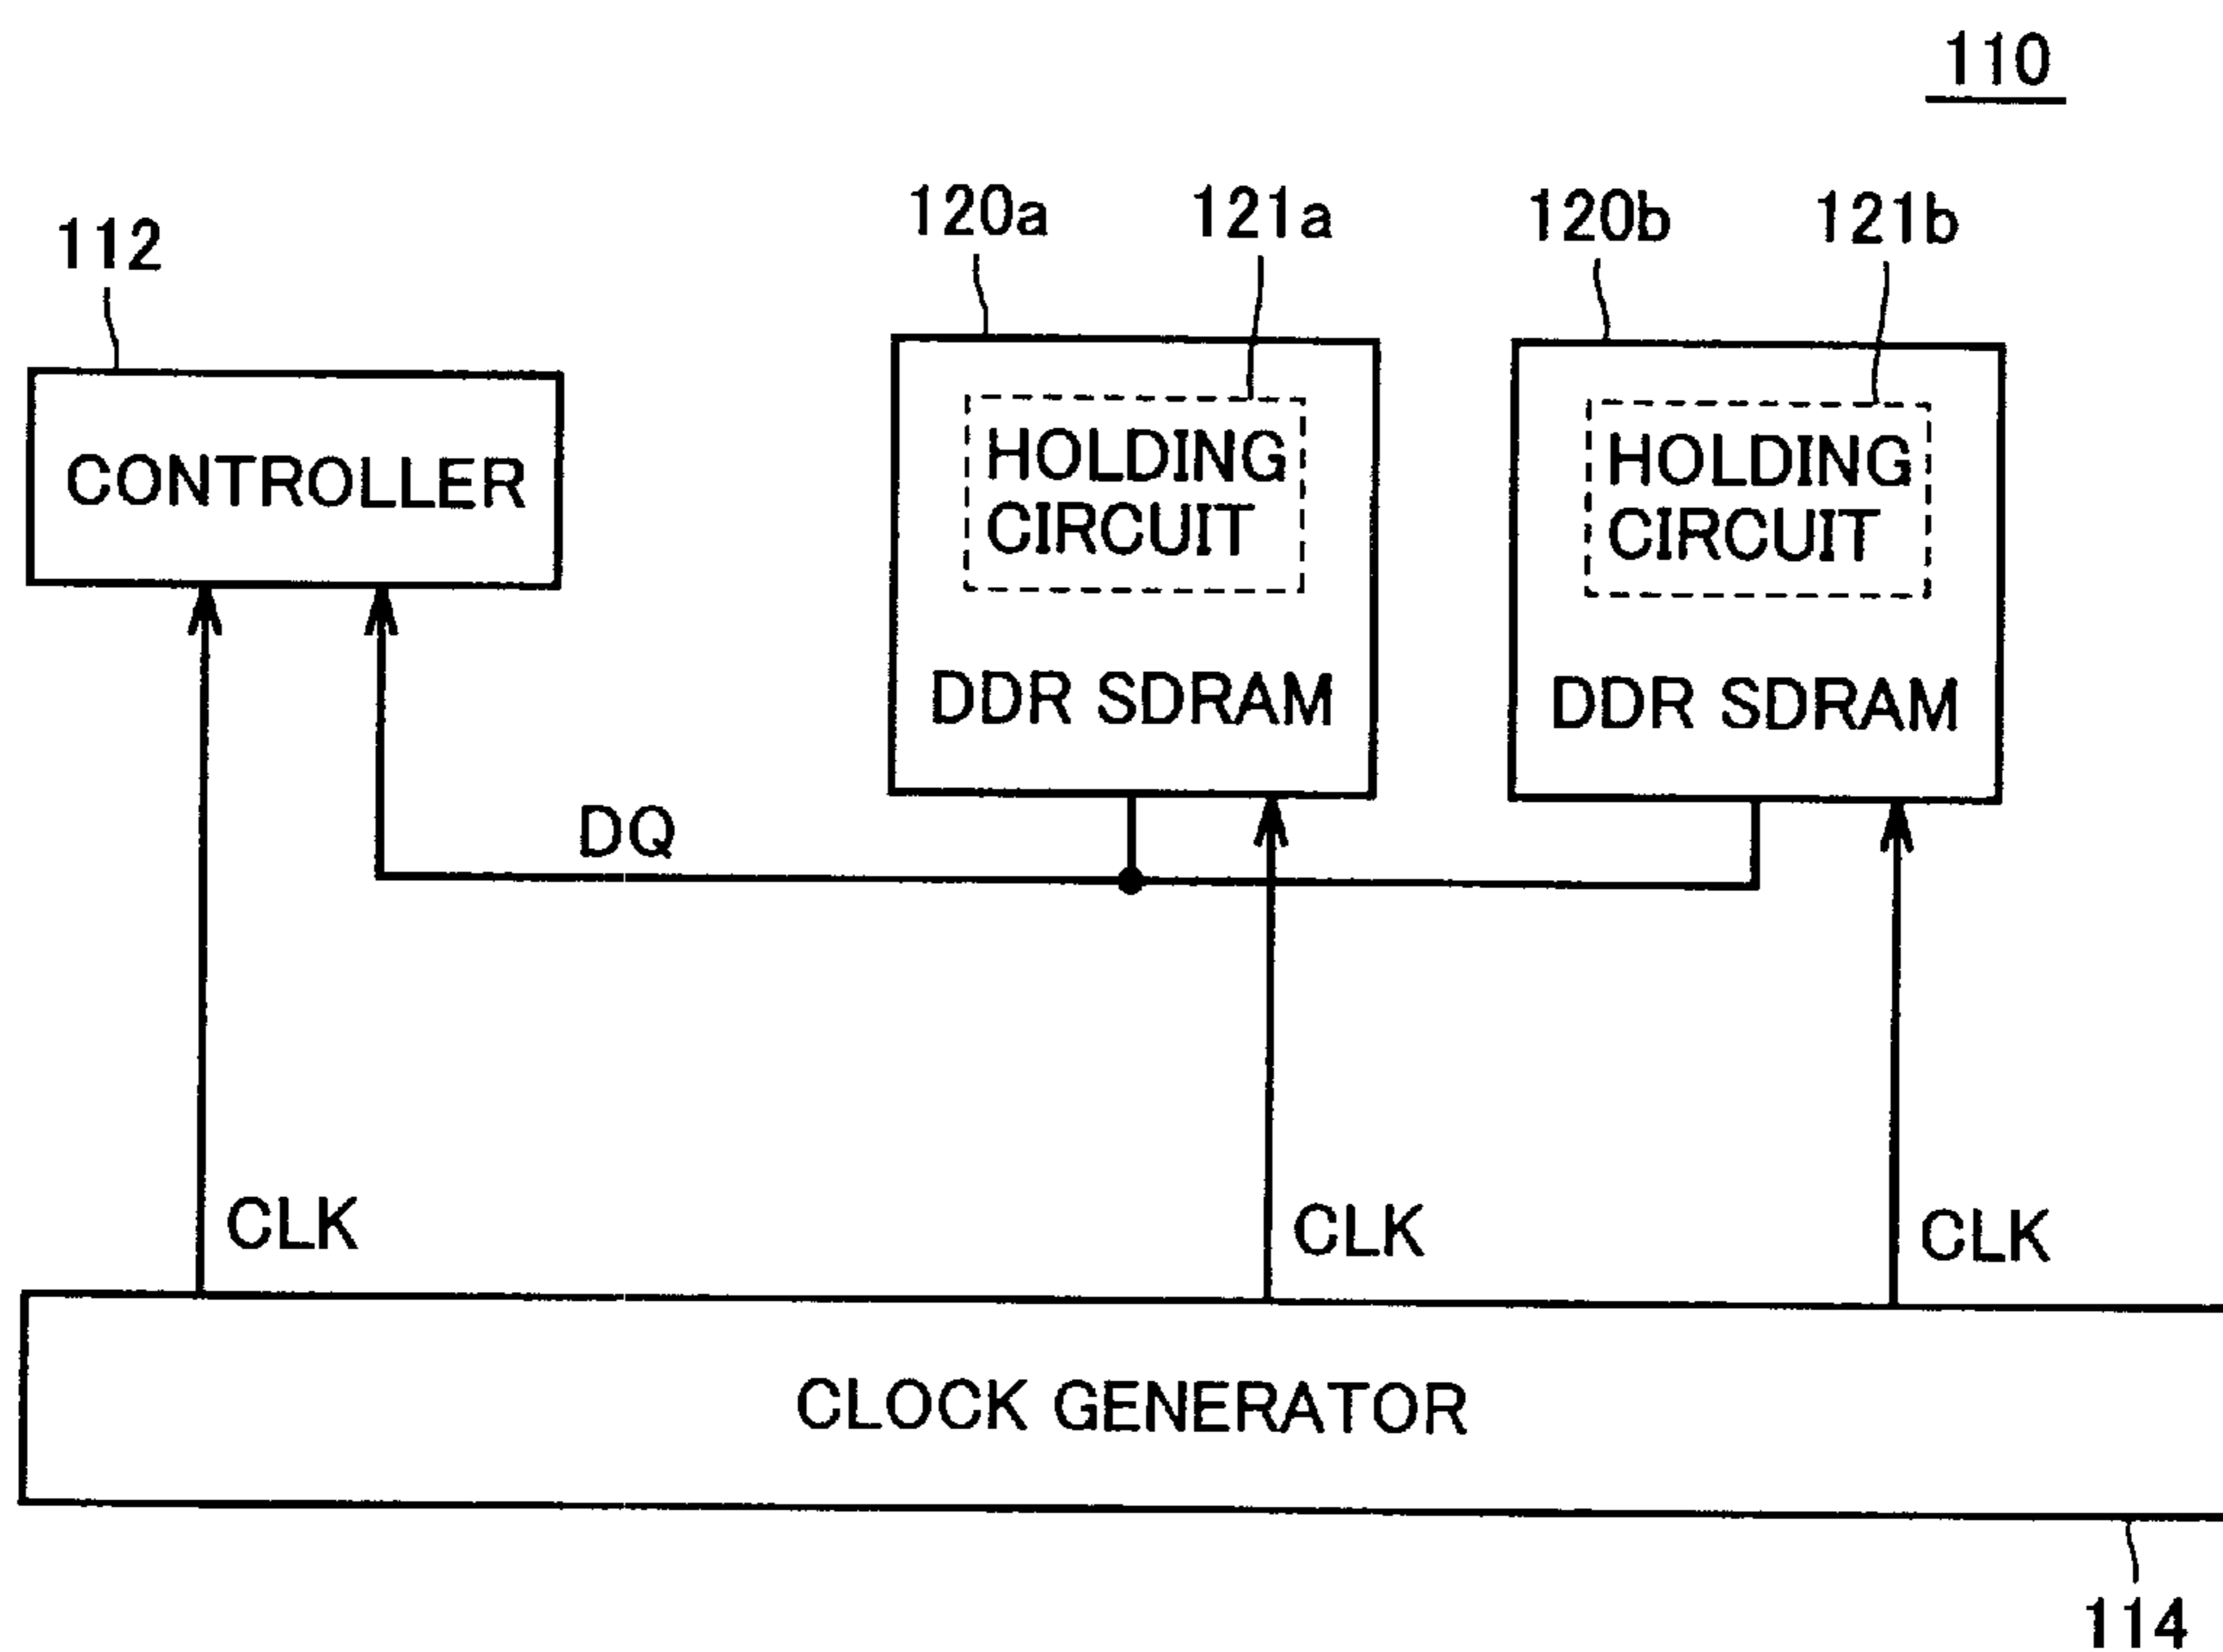 110
120a
121a
120b
121b
112
CONTROLLER
HOLDING
CIRCUIT
DDR SDRAM
HOLDING
CIRCUIT
DDR SDRAM
DQ
CLK
CLK
CLK
CLOCK GENERATOR
114